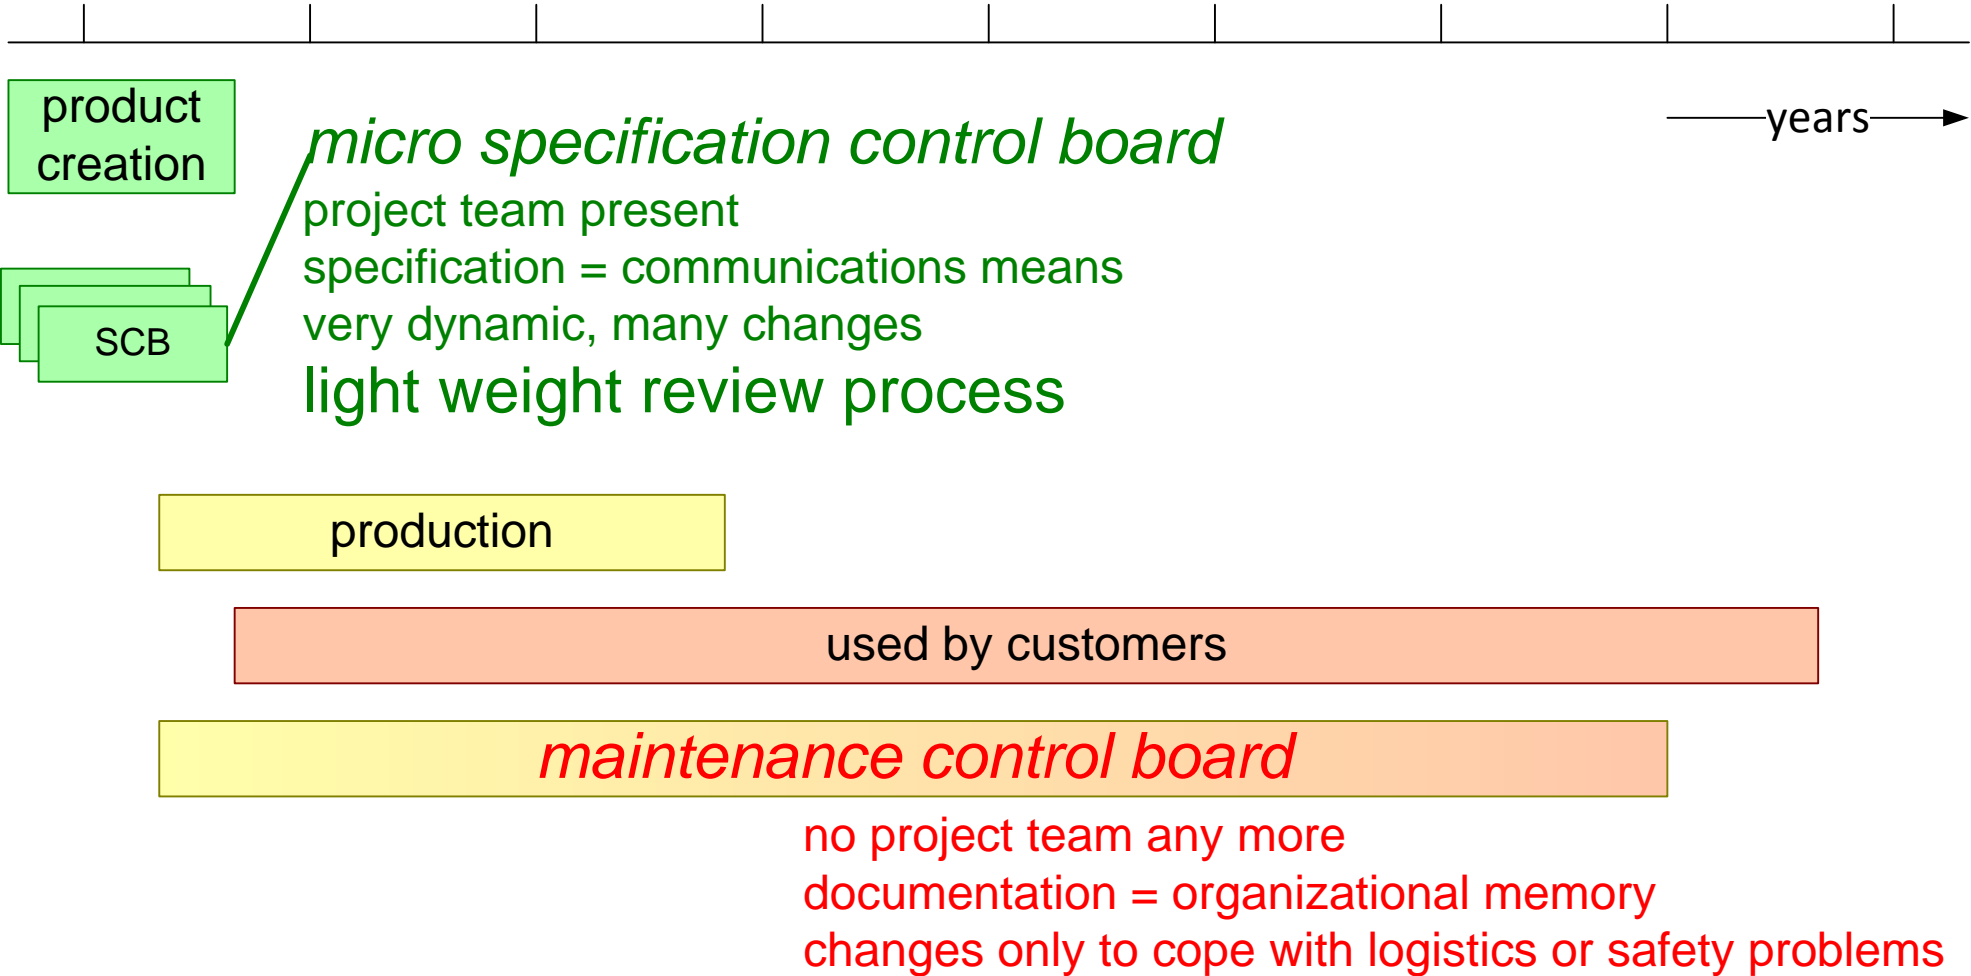 product
creation
years
micro specification control board
project team present
specification = communications means
very dynamic, many changes
light weight review process
SCB
production
used by customers
maintenance control board
no project team any more
documentation = organizational memory
changes only to cope with logistics or safety problems